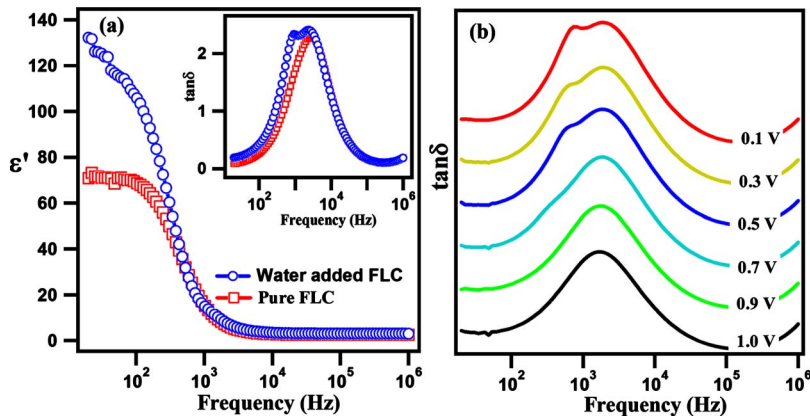 (a)
ε'
140
120
100
80
60
40
20
0
10² 10³ 10⁴ 10⁵ 10⁶
Frequency (Hz)
tanδ
2
1
0
10² 10⁴ 10⁶
Frequency (Hz)
Water added FLC
Pure FLC
(b)
tanδ
0.1 V
0.3 V
0.5 V
0.7 V
0.9 V
1.0 V
10² 10³ 10⁴ 10⁵ 10⁶
Frequency (Hz)